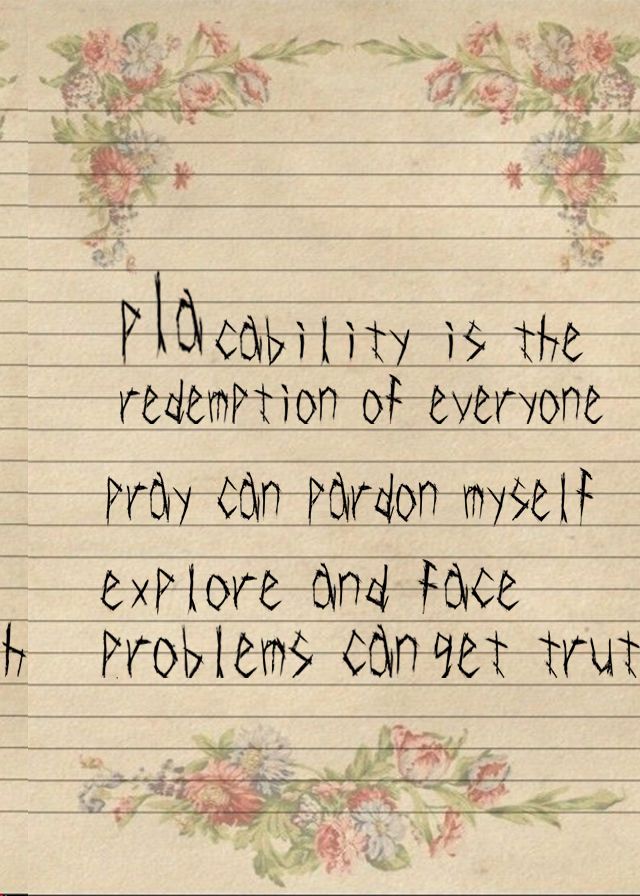 placability is the
redemption of everyone
pray can pardon myself
explore and face
problems can get trut
h